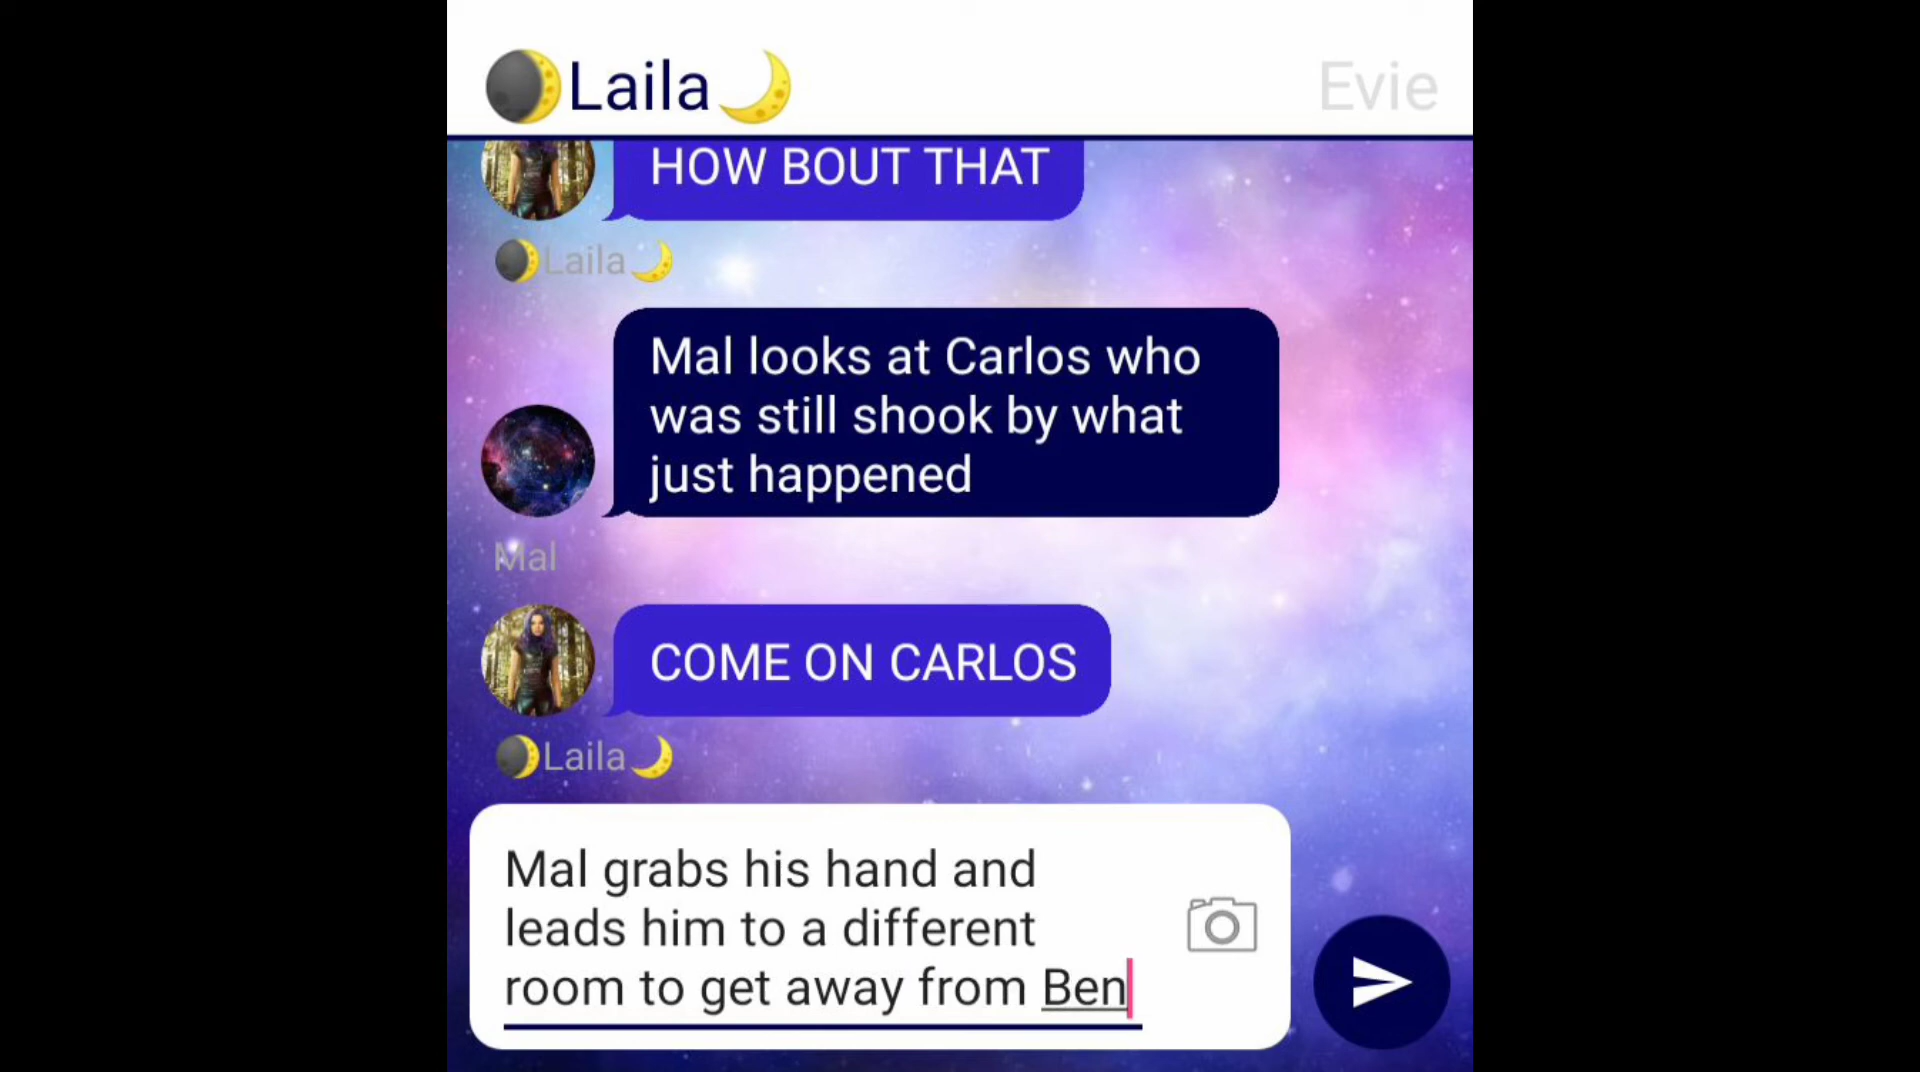 🌒Laila🌙
Evie
HOW BOUT THAT
🌒Laila🌙
Mal looks at Carlos who
was still shook by what
just happened
Mal
COME ON CARLOS
🌒Laila🌙
Mal grabs his hand and
leads him to a different
room to get away from Ben